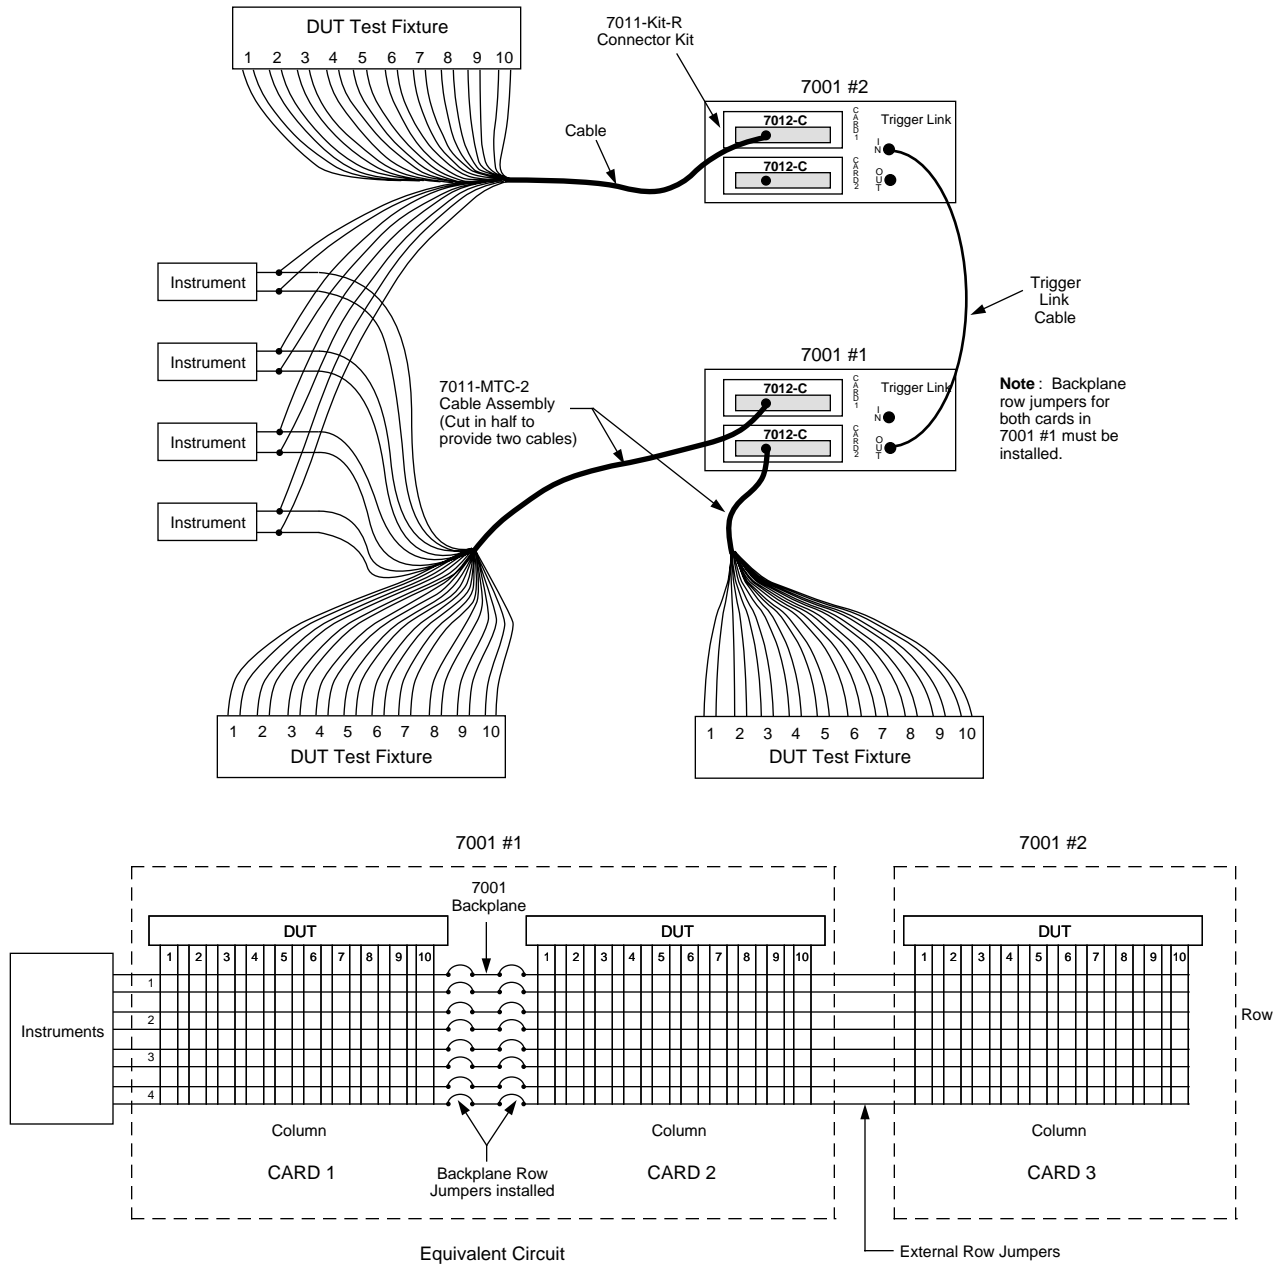 DUT Test Fixture
1 2 3 4 5 6 7 8 9 10
7011-Kit-R
Connector Kit
Cable
7001 #2
7012-C
CARD1
Trigger Link
IN
7012-C
CARD2
OUT
Instrument
Instrument
Instrument
Instrument
Trigger
Link
Cable
7001 #1
7012-C
CARD1
Trigger Link
IN
7012-C
CARD2
OUT
7011-MTC-2
Cable Assembly
(Cut in half to
provide two cables)
Note : Backplane
row jumpers for
both cards in
7001 #1 must be
installed.
1 2 3 4 5 6 7 8 9 10
DUT Test Fixture
1 2 3 4 5 6 7 8 9 10
DUT Test Fixture
7001 #1
7001 #2
7001
Backplane
DUT
DUT
DUT
1 2 3 4 5 6 7 8 9 10
1 2 3 4 5 6 7 8 9 10
1 2 3 4 5 6 7 8 9 10
Instruments
1
2
3
4
Row
Column
Column
Column
CARD 1
Backplane Row
Jumpers installed
CARD 2
CARD 3
Equivalent Circuit
External Row Jumpers